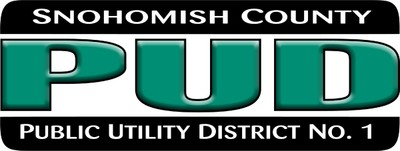 SNOHOMISH COUNTY
PUD
PUBLIC UTILITY DISTRICT NO. 1